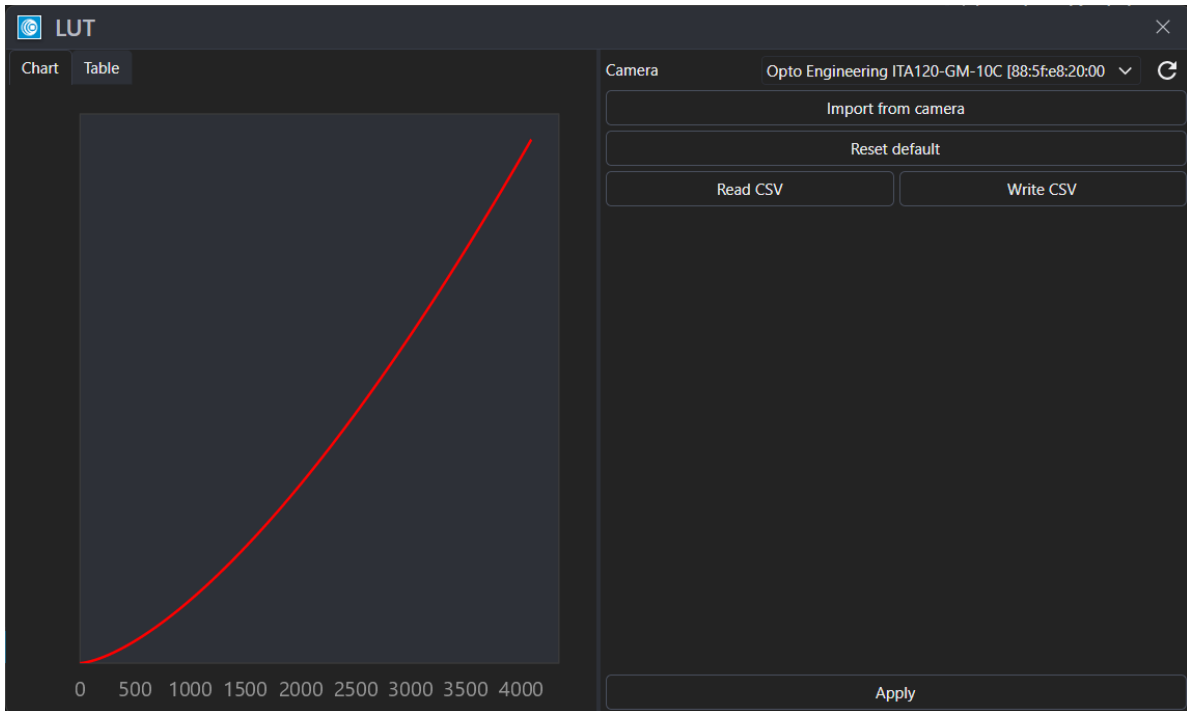 LUT
Chart Table
Camera Opto Engineering ITA120-GM-10C [88:5f:e8:20:00
Import from camera
Reset default
Read CSV Write CSV
0 500 1000 1500 2000 2500 3000 3500 4000
Apply